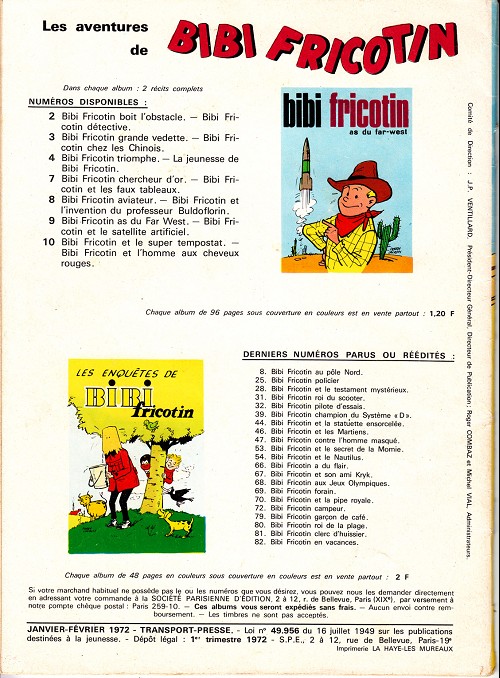 Les aventures
de BIBI FRICOTIN
Dans chaque album : 2 récits complets
NUMÉROS DISPONIBLES :
2 Bibi Fricotin boit l'obstacle. — Bibi Fri-
cotin détective.
3 Bibi Fricotin grande vedette. — Bibi Fri-
cotin chez les Chinois.
4 Bibi Fricotin triomphe. — La jeunesse de
Bibi Fricotin.
7 Bibi Fricotin chercheur d'or. — Bibi Fri-
cotin et les faux tableaux.
8 Bibi Fricotin aviateur. — Bibi Fricotin et
l'invention du professeur Buldoflorin.
9 Bibi Fricotin as du Far West. — Bibi Fri-
cotin et le satellite artificiel.
10 Bibi Fricotin et le super tempostat. —
Bibi Fricotin et l'homme aux cheveux
rouges.
bibi fricotin
as du far-west
Chaque album de 96 pages sous couverture en couleurs est en vente partout : 1,20 F
LES ENQUÊTES DE
BIBI
fricotin
DERNIERS NUMÉROS PARUS OU RÉÉDITÉS :
8. Bibi Fricotin au pôle Nord.
25. Bibi Fricotin policier
28. Bibi Fricotin et le testament mystérieux.
31. Bibi Fricotin roi du scooter.
32. Bibi Fricotin pilote d'essais.
39. Bibi Fricotin champion du Système « D ».
44. Bibi Fricotin et la statuette ensorcelée.
46. Bibi Fricotin et les Martiens.
47. Bibi Fricotin contre l'homme masqué.
53. Bibi Fricotin et le secret de la Momie.
54. Bibi Fricotin et le Nautilus.
66. Bibi Fricotin a du flair.
67. Bibi Fricotin et son ami Kryk.
68. Bibi Fricotin aux Jeux Olympiques.
69. Bibi Fricotin forain.
70. Bibi Fricotin et la pipe royale.
72. Bibi Fricotin campeur.
79. Bibi Fricotin garçon de café.
80. Bibi Fricotin roi de la plage.
81. Bibi Fricotin clerc d'huissier.
82. Bibi Fricotin en vacances.
Chaque album de 48 pages en couleurs sous couverture en couleurs est en vente partout : 2 F
Si votre marchand habituel ne possède pas le ou les numéros que vous désirez, vous pouvez nous les demander directement
en adressant votre commande à la SOCIÉTÉ PARISIENNE D'ÉDITION, 2 à 12, r. de Bellevue, Paris (XIXe), par versement à
notre compte chèque postal : Paris 259-10. — Ces albums vous seront expédiés sans frais. — Aucun envoi contre rem-
boursement. — Les timbres ne sont pas acceptés.
JANVIER-FÉVRIER 1972 - TRANSPORT-PRESSE. - Loi n° 49.956 du 16 juillet 1949 sur les publications
destinées à la jeunesse. - Dépôt légal : 1er trimestre 1972 - S.P.E., 2 à 12, rue de Bellevue, Paris-19e
Imprimerie LA HAYE-LES MUREAUX
Comité de Direction : J.P. VENTILLARD, Président-Directeur Général, Directeur de Publication ; Roger COMBAZ et Michel VIAL, Administrateurs.